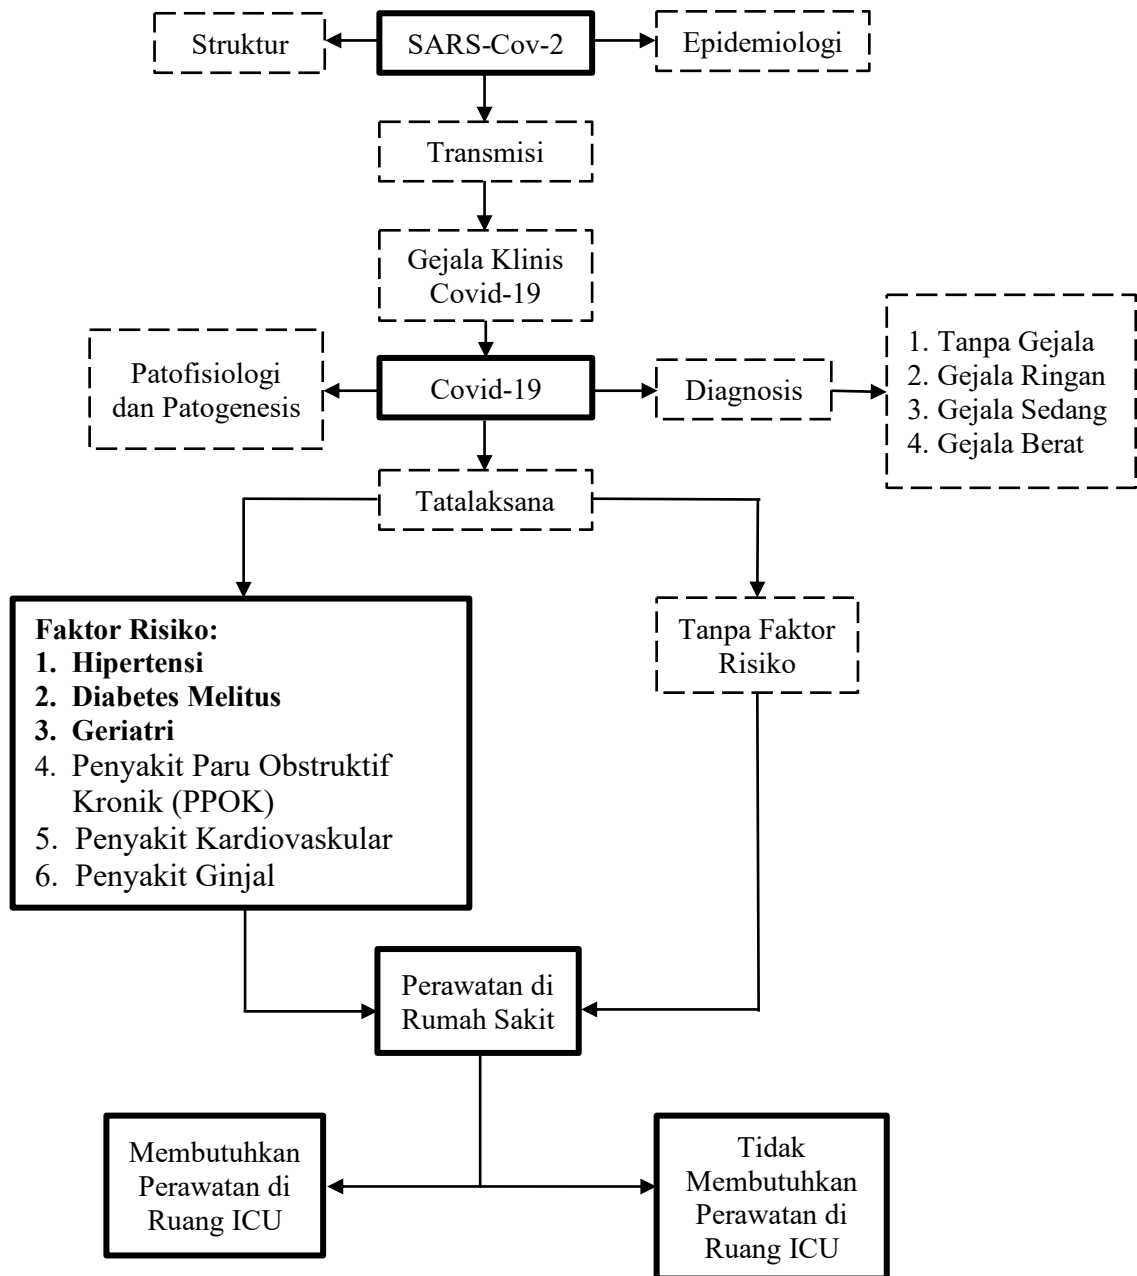 Struktur
SARS-Cov-2
Epidemiologi
Transmisi
Gejala Klinis
Covid-19
Patofisiologi
dan Patogenesis
Covid-19
Diagnosis
1. Tanpa Gejala
2. Gejala Ringan
3. Gejala Sedang
4. Gejala Berat
Tatalaksana
Faktor Risiko:
1. Hipertensi
2. Diabetes Melitus
3. Geriatri
4. Penyakit Paru Obstruktif
Kronik (PPOK)
5. Penyakit Kardiovaskular
6. Penyakit Ginjal
Tanpa Faktor
Risiko
Perawatan di
Rumah Sakit
Membutuhkan
Perawatan di
Ruang ICU
Tidak
Membutuhkan
Perawatan di
Ruang ICU